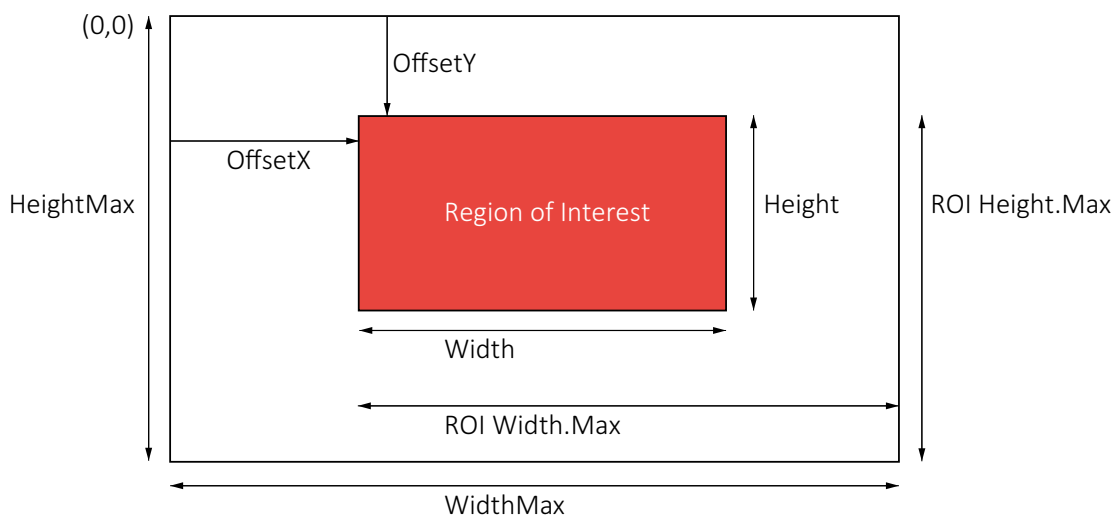 (0,0)
OffsetY
OffsetX
HeightMax
Region of Interest
Height
ROI Height.Max
Width
ROI Width.Max
WidthMax